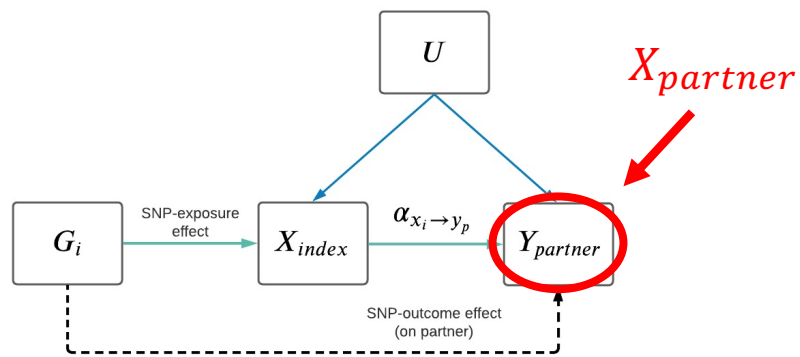 U
X_partner
SNP-exposure
effect
α_{x_i→y_p}
G_i
X_index
Y_partner
SNP-outcome effect
(on partner)